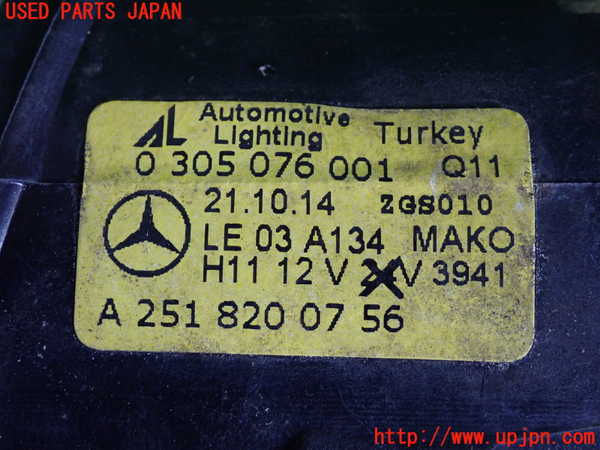 USED PARTS JAPAN
AL Automotive Lighting Turkey
0 305 076 001 Q11
21.10.14 ZGS010
LE 03 A134 MAKO
H11 12 V V 3941
A 251 820 07 56
http://www.upjpn.com/